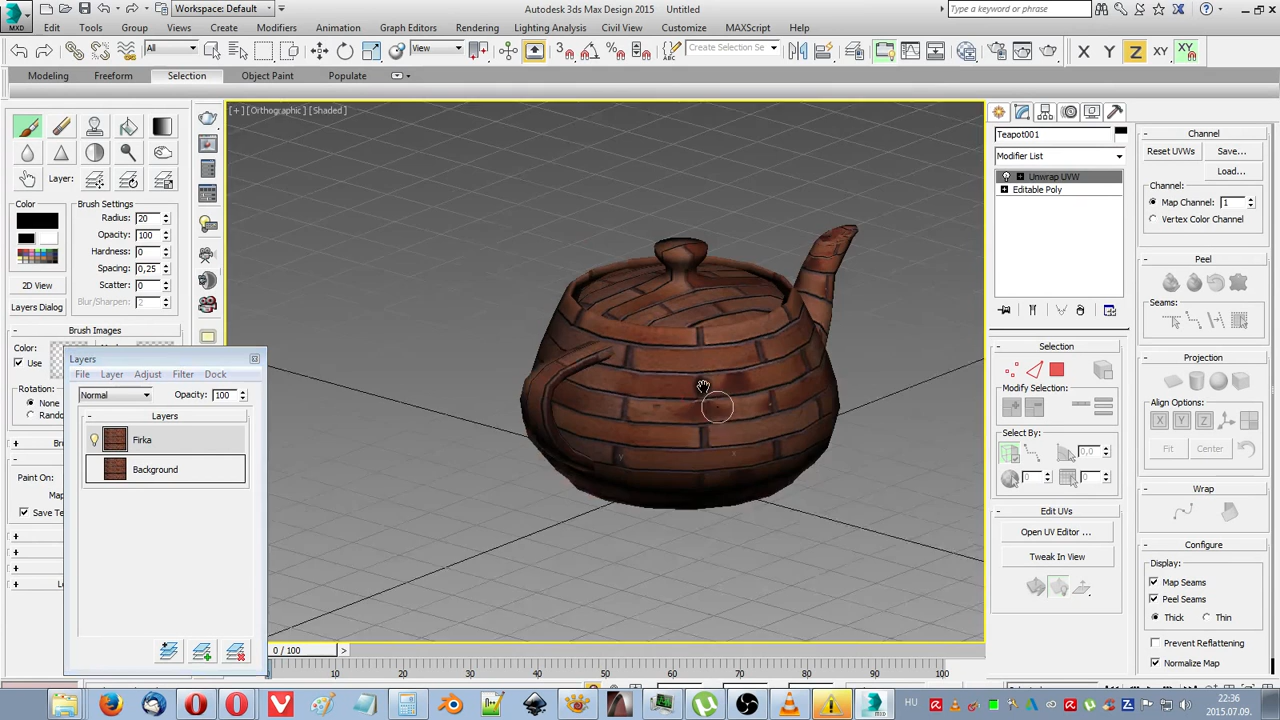 Workspace: Default
Autodesk 3ds Max Design 2015 Untitled
Type a keyword or phrase
MXD
Edit Tools Group Views Create Modifiers Animation Graph Editors Rendering Lighting Analysis Civil View Customize MAXScript Help
All
View
Create Selection Se
X Y Z XY XY
Modeling Freeform Selection Object Paint Populate
[+] [Orthographic] [Shaded]
Layer:
Color
Brush Settings
Radius: 20
Opacity: 100
Hardness: 0
Spacing: 0,25
Scatter: 0
Blur/Sharpen: 2
2D View
Layers Dialog
Brush Images
Color:
Use
Rotation:
None
Paint On:
Save Te
Layers
File Layer Adjust Filter Dock
Normal Opacity: 100
Layers
Firka
Background
Teapot001
Modifier List
Unwrap UVW
Editable Poly
Selection
Modify Selection:
Select By:
0,0
0 0
Edit UVs
Open UV Editor ...
Tweak In View
Channel
Reset UVWs Save...
Load...
Channel:
Map Channel: 1
Vertex Color Channel
Peel
Seams:
Projection
Align Options:
X Y Z
Fit Center
Wrap
Configure
Display:
Map Seams
Peel Seams
Thick Thin
Prevent Reflattening
Normalize Map
0 / 100
10 20 30 40 50 60 70 80 90 100
HU
22:36
2015.07.09.